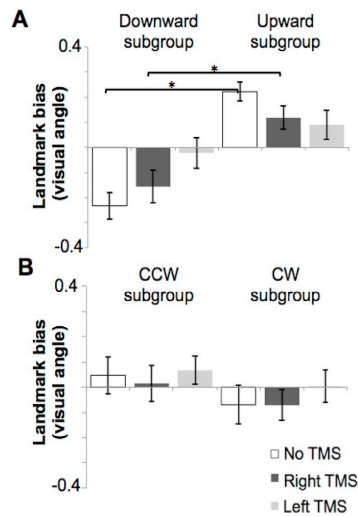 A
Downward subgroup
Upward subgroup
0.4
Landmark bias (visual angle)
*
*
-0.4
B
CCW subgroup
CW subgroup
0.4
Landmark bias (visual angle)
-0.4
No TMS
Right TMS
Left TMS